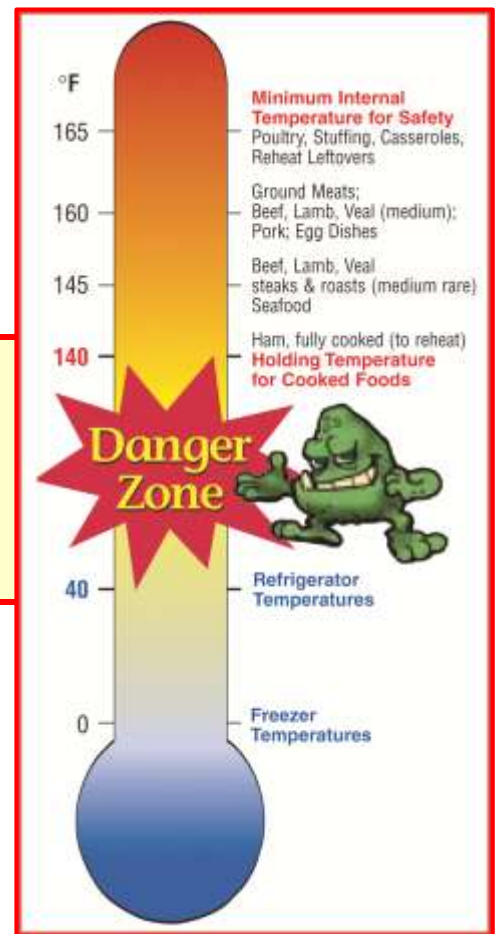 °F
165
Minimum Internal
Temperature for Safety
Poultry, Stuffing, Casseroles,
Reheat Leftovers
160
Ground Meats;
Beef, Lamb, Veal (medium);
Pork; Egg Dishes
145
Beef, Lamb, Veal
steaks & roasts (medium rare)
Seafood
140
Ham, fully cooked (to reheat)
Holding Temperature
for Cooked Foods
Danger
Zone
40
Refrigerator
Temperatures
0
Freezer
Temperatures